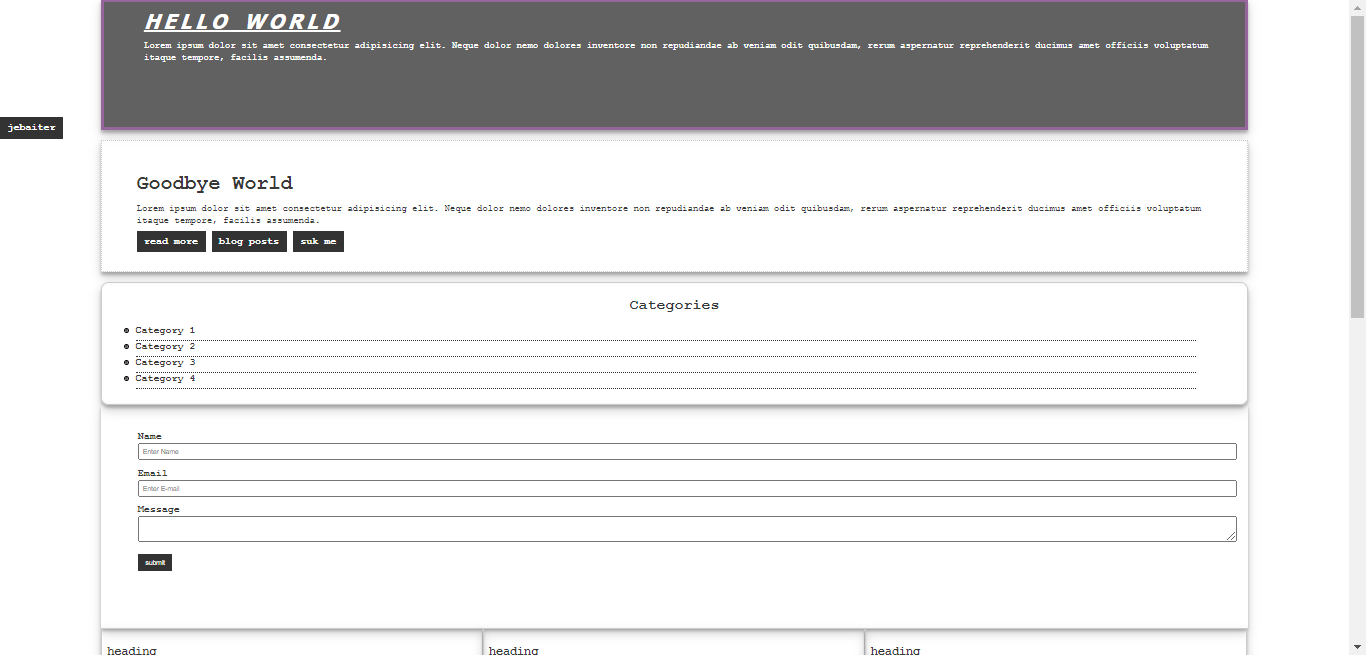 HELLO WORLD
Lorem ipsum dolor sit amet consectetur adipisicing elit. Neque dolor nemo dolores inventore non repudiandae ab veniam odit quibusdam, rerum aspernatur reprehenderit ducimus amet officiis voluptatum
itaque tempore, facilis assumenda.
jebaiter
Goodbye World
Lorem ipsum dolor sit amet consectetur adipisicing elit. Neque dolor nemo dolores inventore non repudiandae ab veniam odit quibusdam, rerum aspernatur reprehenderit ducimus amet officiis voluptatum
itaque tempore, facilis assumenda.
read more blog posts suk me
Categories
Category 1
Category 2
Category 3
Category 4
Name
Enter Name
Email
Enter E-mail
Message
submit
heading heading heading